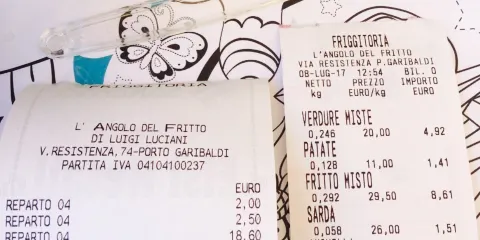 FRIGGITORIA
L' ANGOLO DEL FRITTO
DI LUIGI LUCIANI
V.RESISTENZA,74-PORTO GARIBALDI
PARTITA IVA 04104100237
EURO
REPARTO 04 2,00
REPARTO 04 2,50
REPARTO 04 18,60
FRIGGITORIA
L'ANGOLO DEL FRITTO
VIA RESISTENZA P.GARIBALDI
08-LUG-17 12:54 BIL. 0
NETTO PREZZO IMPORTO
kg EURO/kg EURO
VERDURE MISTE
0,246 20,00 4,92
PATATE
0,128 11,00 1,41
FRITTO MISTO
0,292 29,50 8,61
SARDA
0,058 26,00 1,51